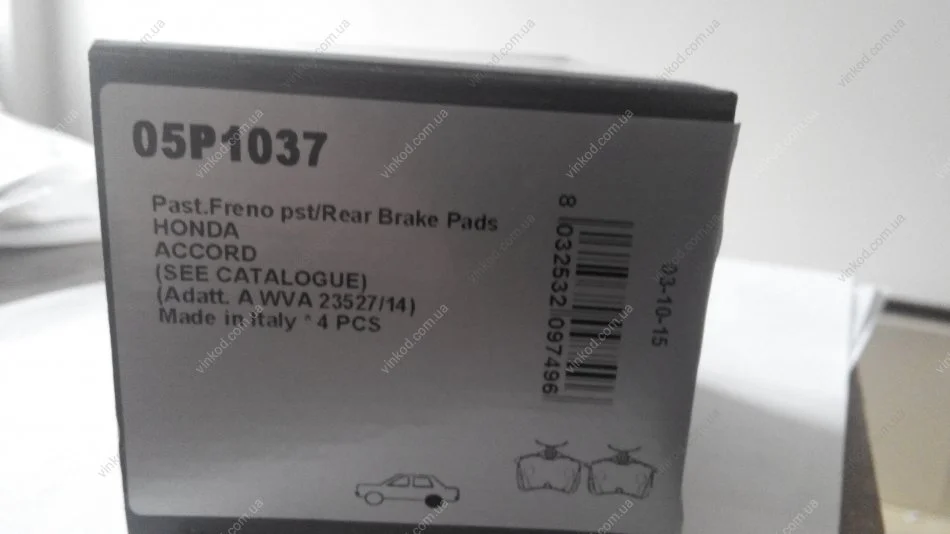 05P1037
Past.Freno pst/Rear Brake Pads
HONDA
ACCORD
(SEE CATALOGUE)
(Adatt. A WVA 23527/14)
Made in Italy * 4 PCS
8 032532 097496
03-10-15
vinkod.com.ua